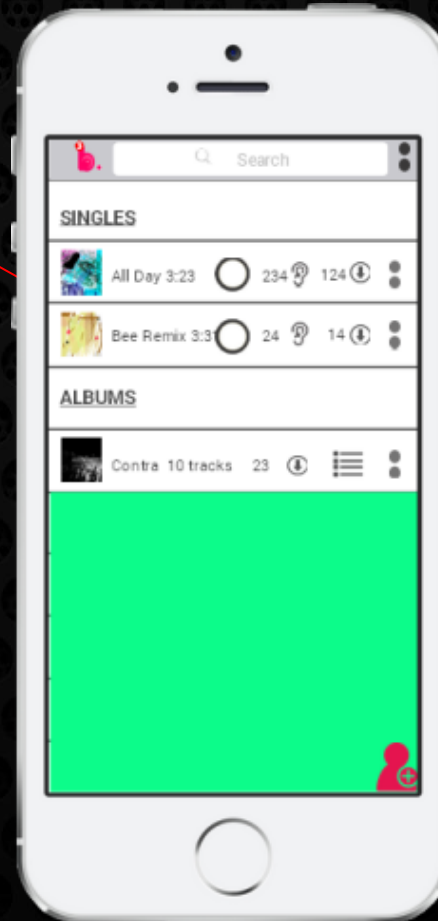 3
b.
Search
SINGLES
All Day 3:23 234 124
Bee Remix 3:31 24 14
ALBUMS
Contra 10 tracks 23